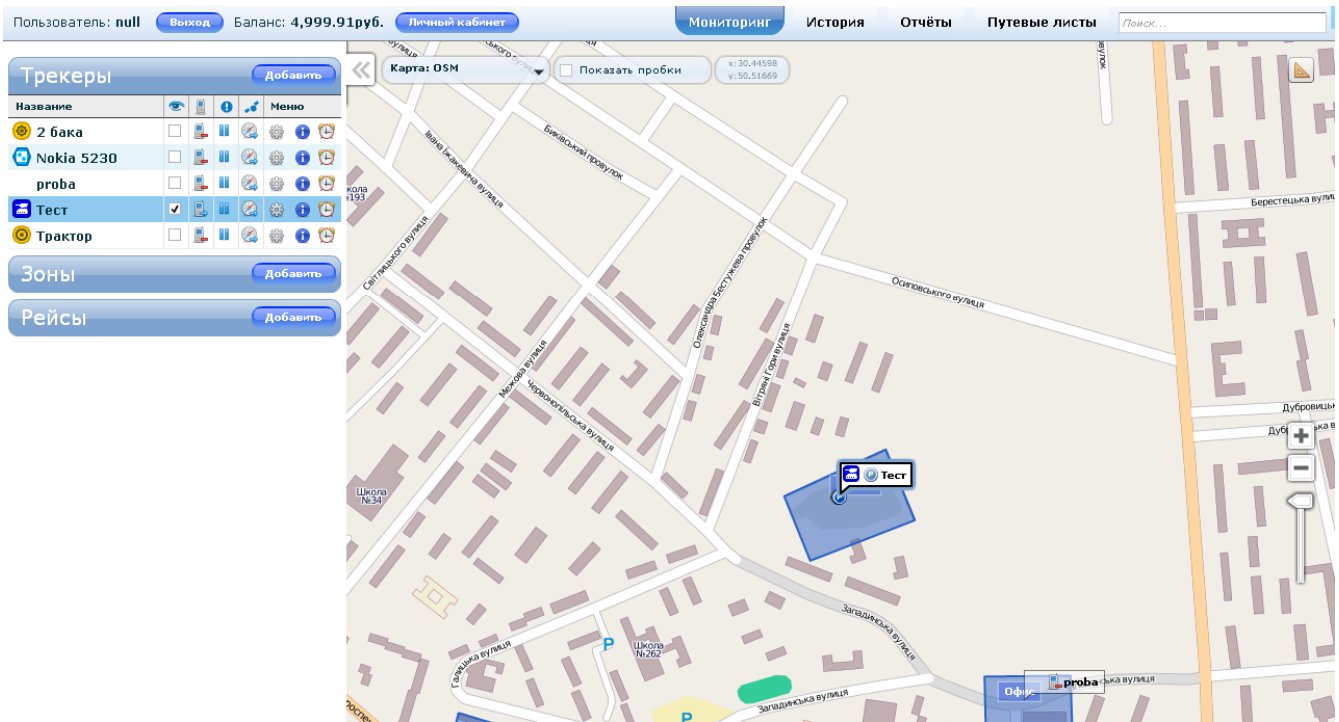 Пользователь: null Выход Баланс: 4,999.91руб. Личный кабинет Мониторинг История Отчёты Путевые листы Поиск...
Трекеры Добавить
Название Меню
2 бака
Nokia 5230
proba
Тест
Трактор
Зоны Добавить
Рейсы Добавить
Карта: OSM Показать пробки x:30.44598
y:50.51669
Биківський провулок
Івана Їжакевича вулиця
Світлицького вулиця
Берестецька вулиц
Олександра Бестужева провулок
Осиповського вулиця
Межова вулиця
Вітряні Гори вулиця
Червонопільська вулиця
Дубровицьк
Тест
Школа
№34
Западинська вулиця
Школа
№262
P
Галицька вулиця
Офис
proba
Западинська вулиця
P